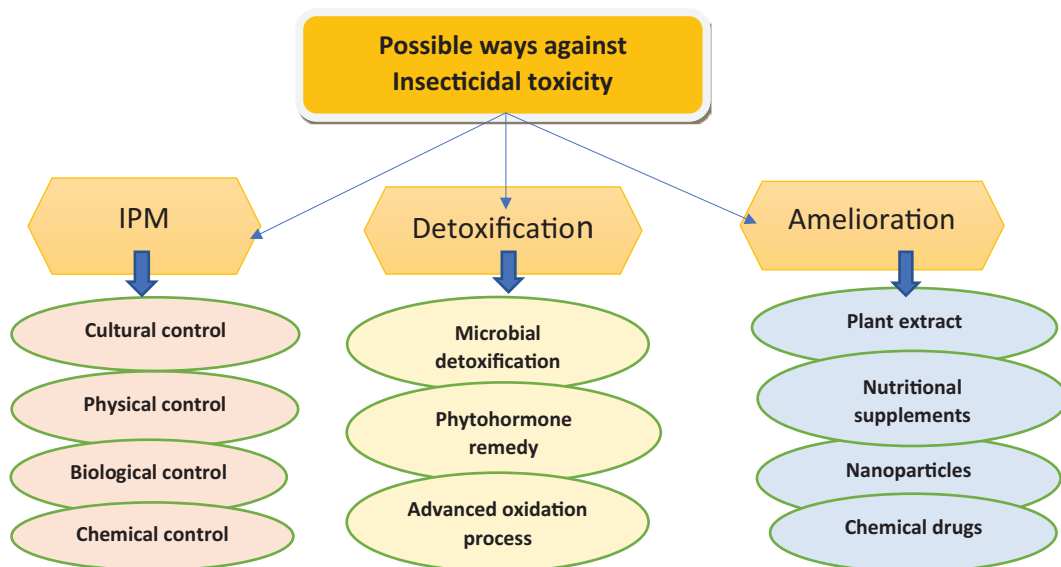 Possible ways against
Insecticidal toxicity
IPM
Detoxification
Amelioration
Cultural control
Physical control
Biological control
Chemical control
Microbial
detoxification
Phytohormone
remedy
Advanced oxidation
process
Plant extract
Nutritional
supplements
Nanoparticles
Chemical drugs